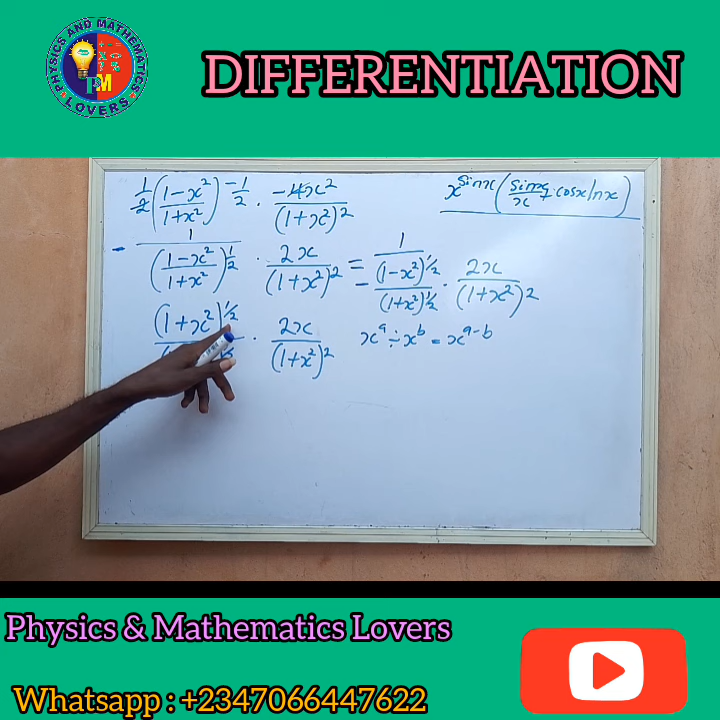 PHYSICS AND MATHEMATICS
PM
LOVERS
DIFFERENTIATION
1/2 ((1-x²)/(1+x²))^(-1/2) · -4x²/(1+x²)²
x^(sinx) (sinx/x + cosxlnx)
- 1/((1-x²)/(1+x²))^(1/2) · 2x/(1+x²)² = - 1/((1-x²)^(1/2)/(1+x²)^(1/2)) · 2x/(1+x²)²
(1+x²)^(1/2) · 2x/(1+x²)²
x^a ÷ x^b = x^(a-b)
Physics & Mathematics Lovers
Whatsapp : +2347066447622